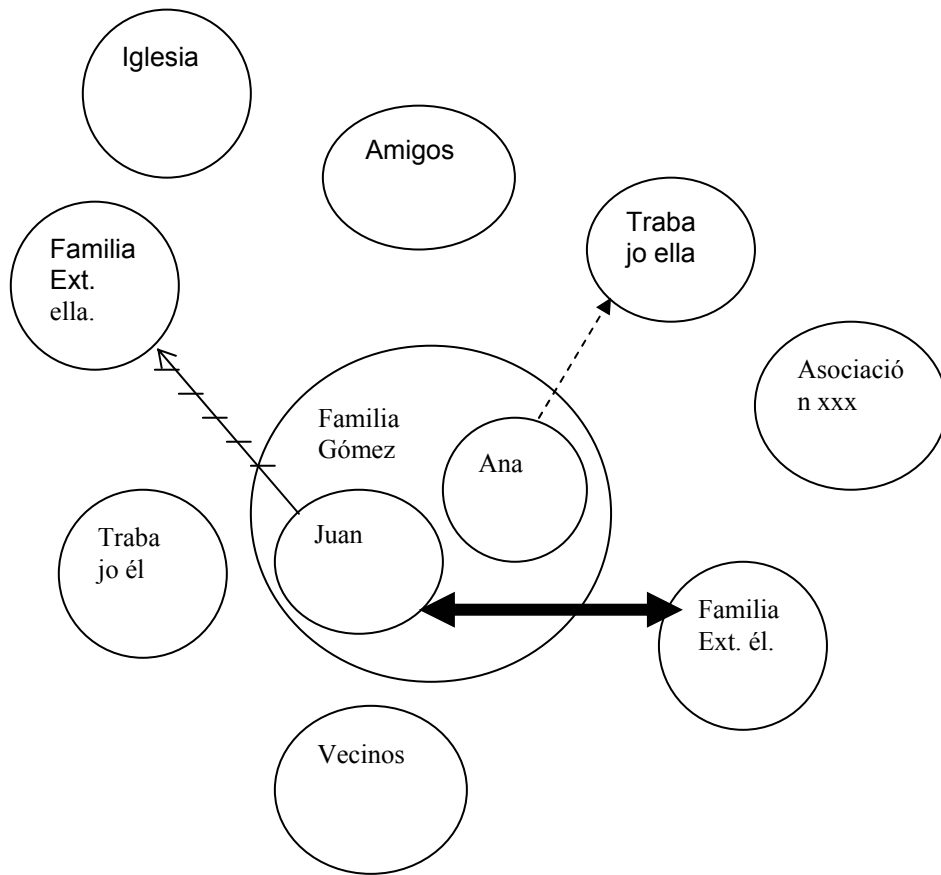 Iglesia
Amigos
Traba
jo ella
Familia
Ext.
ella.
Asociació
n xxx
Familia
Gómez
Ana
Juan
Traba
jo él
Familia
Ext. él.
Vecinos